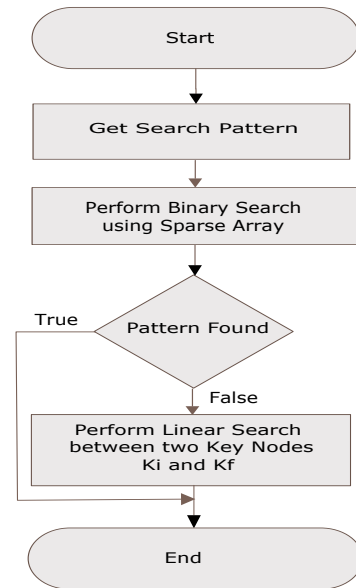 Start
Get Search Pattern
Perform Binary Search
using Sparse Array
Pattern Found
True
False
Perform Linear Search
between two Key Nodes
Ki and Kf
End